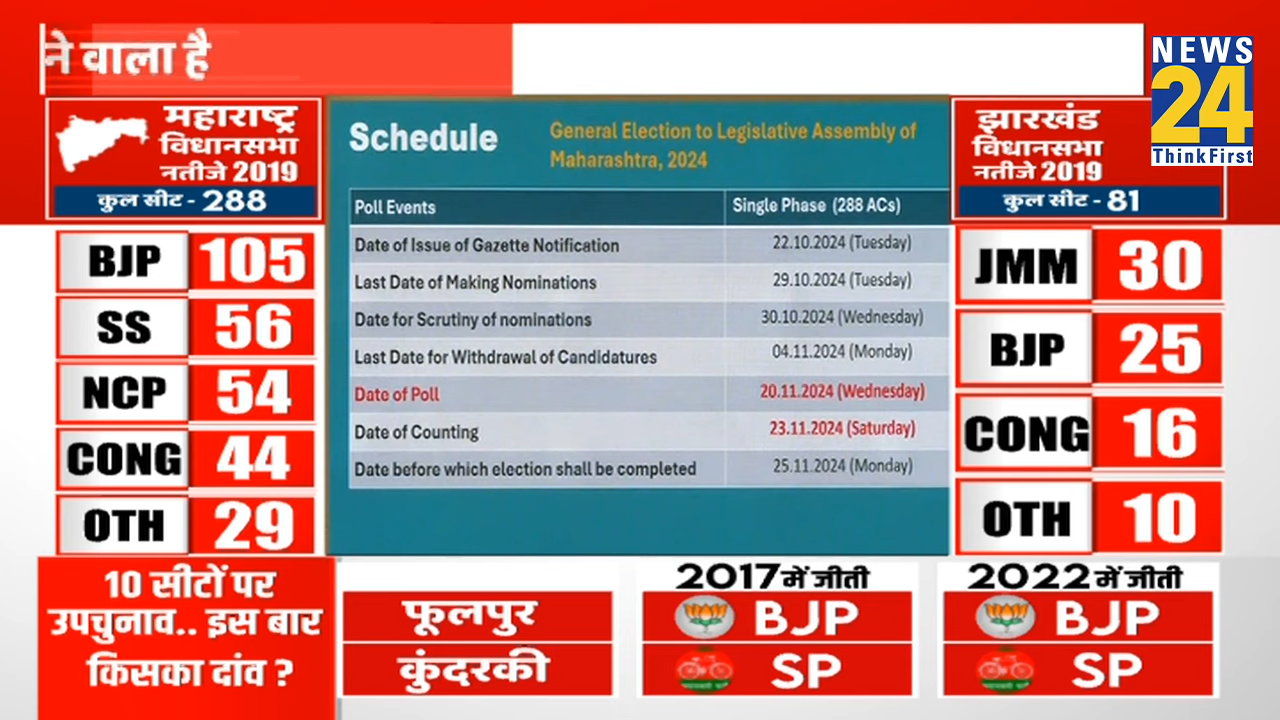 ने वाला है
NEWS
24
ThinkFirst
महाराष्ट्र
विधानसभा
नतीजे 2019
कुल सीट - 288
BJP 105
SS 56
NCP 54
CONG 44
OTH 29
Schedule
General Election to Legislative Assembly of
Maharashtra, 2024
Poll Events Single Phase (288 ACs)
Date of Issue of Gazette Notification 22.10.2024 (Tuesday)
Last Date of Making Nominations 29.10.2024 (Tuesday)
Date for Scrutiny of nominations 30.10.2024 (Wednesday)
Last Date for Withdrawal of Candidatures 04.11.2024 (Monday)
Date of Poll 20.11.2024 (Wednesday)
Date of Counting 23.11.2024 (Saturday)
Date before which election shall be completed 25.11.2024 (Monday)
झारखंड
विधानसभा
नतीजे 2019
कुल सीट - 81
JMM 30
BJP 25
CONG 16
OTH 10
10 सीटों पर
उपचुनाव.. इस बार
किसका दांव ?
2017 में जीती 2022 में जीती
फूलपुर BJP BJP
कुंदरकी SP SP